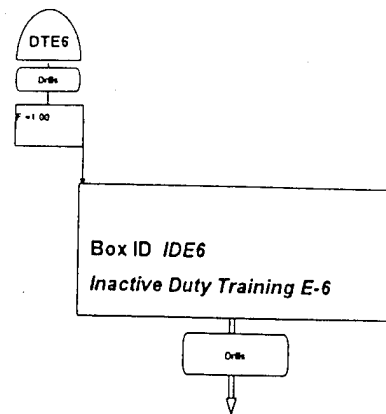 DTE6
Drills
F =1.00
Box ID IDE6
Inactive Duty Training E-6
Drills